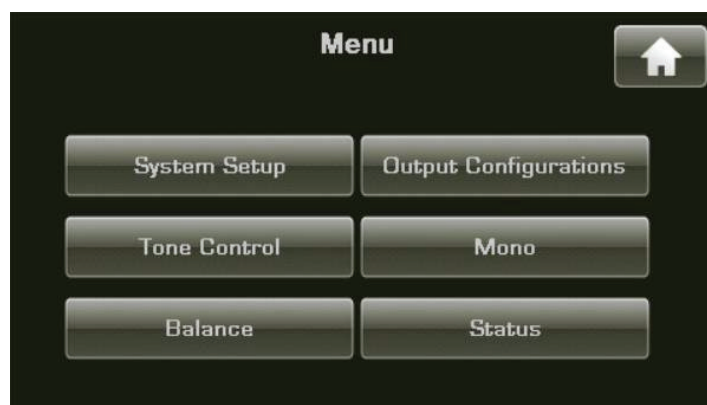 Menu
System Setup
Output Configurations
Tone Control
Mono
Balance
Status